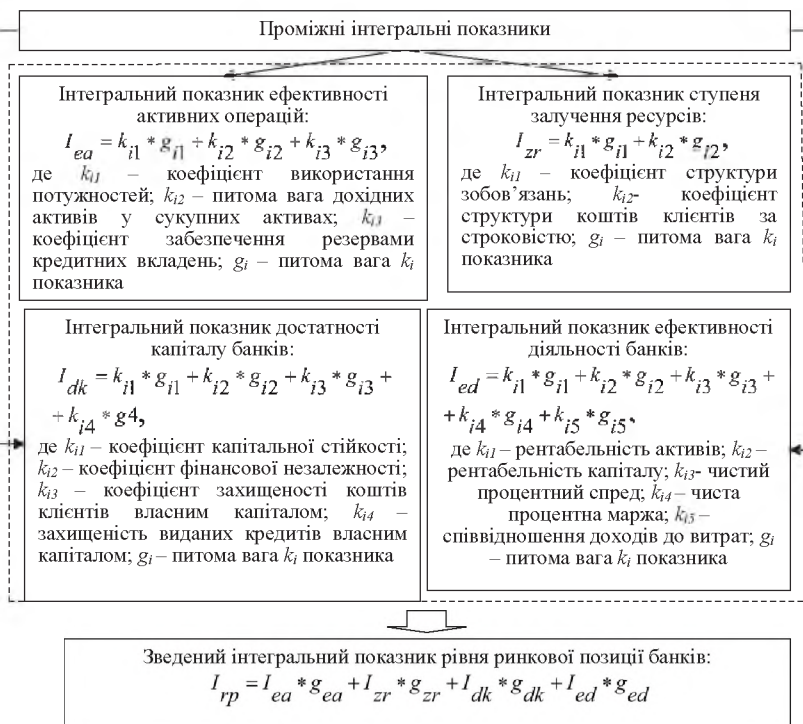 Проміжні інтегральні показники
Інтегральний показник ефективності
активних операцій:
I_ea = k_i1 * g_i1 + k_i2 * g_i2 + k_i3 * g_i3,
де k_i1 – коефіцієнт використання
потужностей; k_i2 – питома вага дохідних
активів у сукупних активах; k_i3 –
коефіцієнт забезпечення резервами
кредитних вкладень; g_i – питома вага k_i
показника
Інтегральний показник ступеня
залучення ресурсів:
I_zr = k_i1 * g_i1 + k_i2 * g_i2,
де k_i1 – коефіцієнт структури
зобов’язань; k_i2- коефіцієнт
структури коштів клієнтів за
строковістю; g_i – питома вага k_i
показника
Інтегральний показник достатності
капіталу банків:
I_dk = k_i1 * g_i1 + k_i2 * g_i2 + k_i3 * g_i3 +
+ k_i4 * g4,
де k_i1 – коефіцієнт капітальної стійкості;
k_i2 – коефіцієнт фінансової незалежності;
k_i3 – коефіцієнт захищеності коштів
клієнтів власним капіталом; k_i4 –
захищеність виданих кредитів власним
капіталом; g_i – питома вага k_i показника
Інтегральний показник ефективності
діяльності банків:
I_ed = k_i1 * g_i1 + k_i2 * g_i2 + k_i3 * g_i3 +
+ k_i4 * g_i4 + k_i5 * g_i5,
де k_i1 – рентабельність активів; k_i2 –
рентабельність капіталу; k_i3- чистий
процентний спред; k_i4 – чиста
процентна маржа; k_i5 –
співвідношення доходів до витрат; g_i
– питома вага k_i показника
Зведений інтегральний показник рівня ринкової позиції банків:
I_rp = I_ea * g_ea + I_zr * g_zr + I_dk * g_dk + I_ed * g_ed